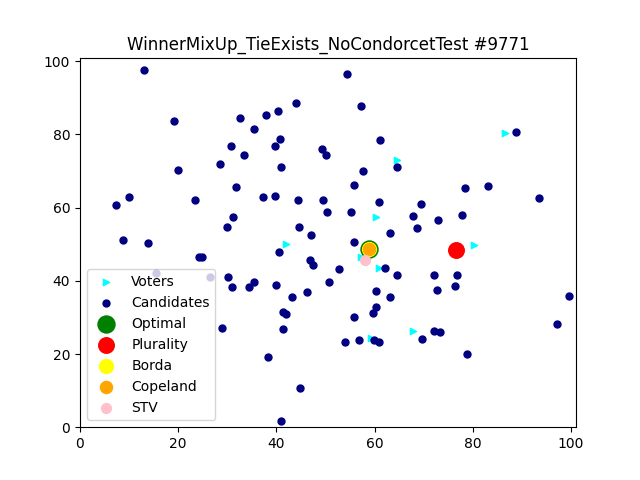 WinnerMixUp_TieExists_NoCondorcetTest #9771
100
80
60
40
20
0
Voters
Candidates
Optimal
Plurality
Borda
Copeland
STV
0 20 40 60 80 100